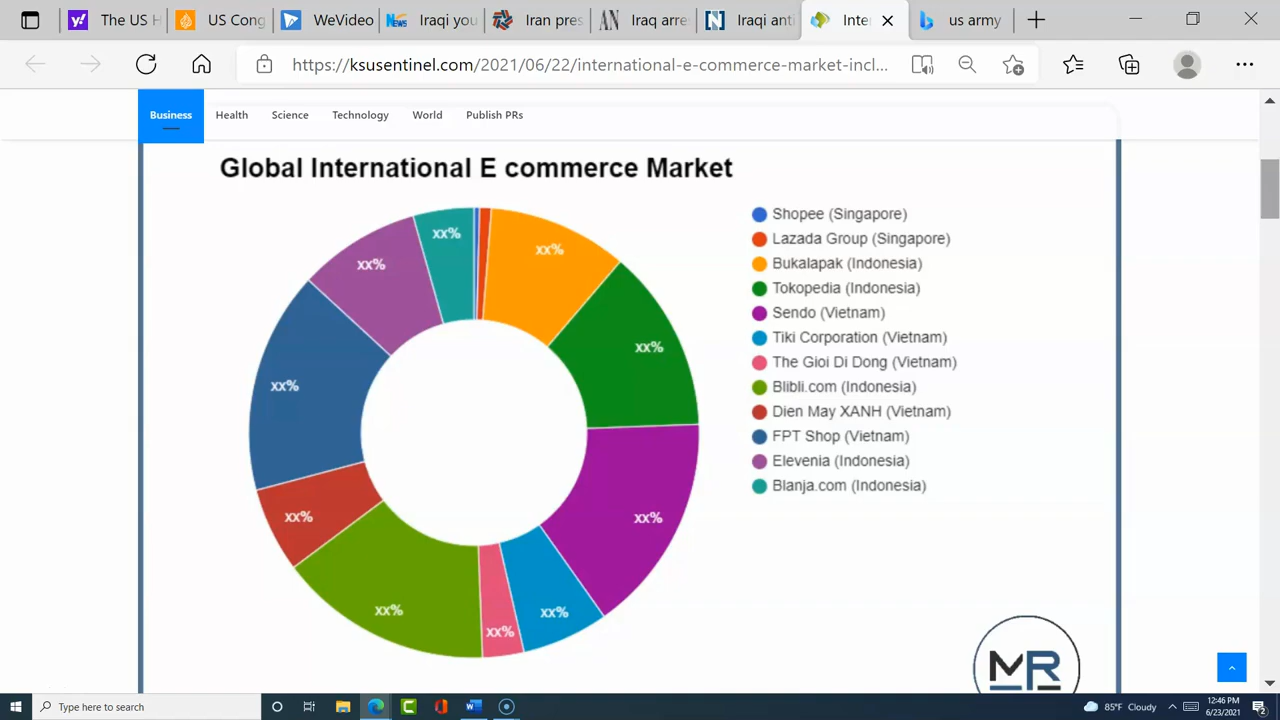 The US H
US Cong
WeVideo
Iraqi you
Iran pres
Iraq arre
Iraqi anti
Inter
us army
https://ksusentinel.com/2021/06/22/international-e-commerce-market-incl...
Business
Health
Science
Technology
World
Publish PRs
Global International E commerce Market
Shopee (Singapore)
Lazada Group (Singapore)
Bukalapak (Indonesia)
Tokopedia (Indonesia)
Sendo (Vietnam)
Tiki Corporation (Vietnam)
The Gioi Di Dong (Vietnam)
Blibli.com (Indonesia)
Dien May XANH (Vietnam)
FPT Shop (Vietnam)
Elevenia (Indonesia)
Blanja.com (Indonesia)
xx%
xx%
xx%
xx%
xx%
xx%
xx%
xx%
xx%
xx%
MR
Type here to search
85°F Cloudy
12:46 PM
6/23/2021
2